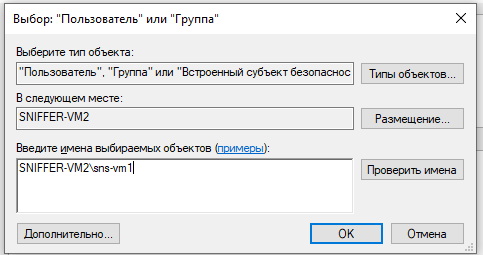 Выбор: "Пользователь" или "Группа"
Выберите тип объекта:
"Пользователь", "Группа" или "Встроенный субъект безопаснос
Типы объектов...
В следующем месте:
SNIFFER-VM2
Размещение...
Введите имена выбираемых объектов (примеры):
SNIFFER-VM2\sns-vm1
Проверить имена
Дополнительно...
OK
Отмена